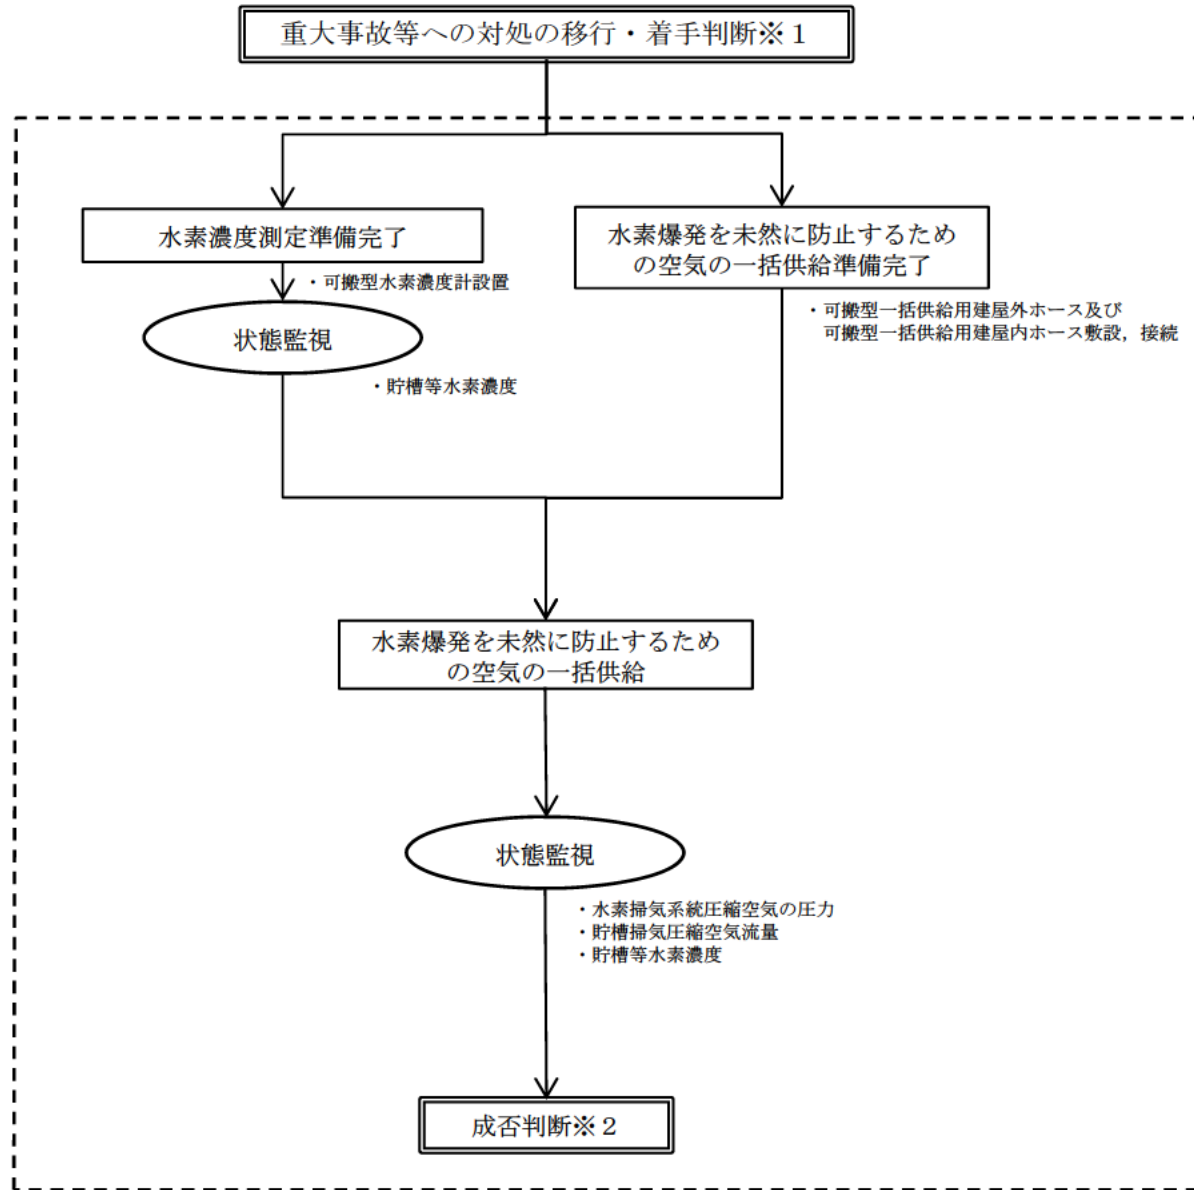 重大事故等への対処の移行・着手判断※１
水素濃度測定準備完了
・可搬型水素濃度計設置
状態監視
・貯槽等水素濃度
水素爆発を未然に防止するため
の空気の一括供給準備完了
・可搬型一括供給用建屋外ホース及び
可搬型一括供給用建屋内ホース敷設，接続
水素爆発を未然に防止するため
の空気の一括供給
状態監視
・水素掃気系統圧縮空気の圧力
・貯槽掃気圧縮空気流量
・貯槽等水素濃度
成否判断※２